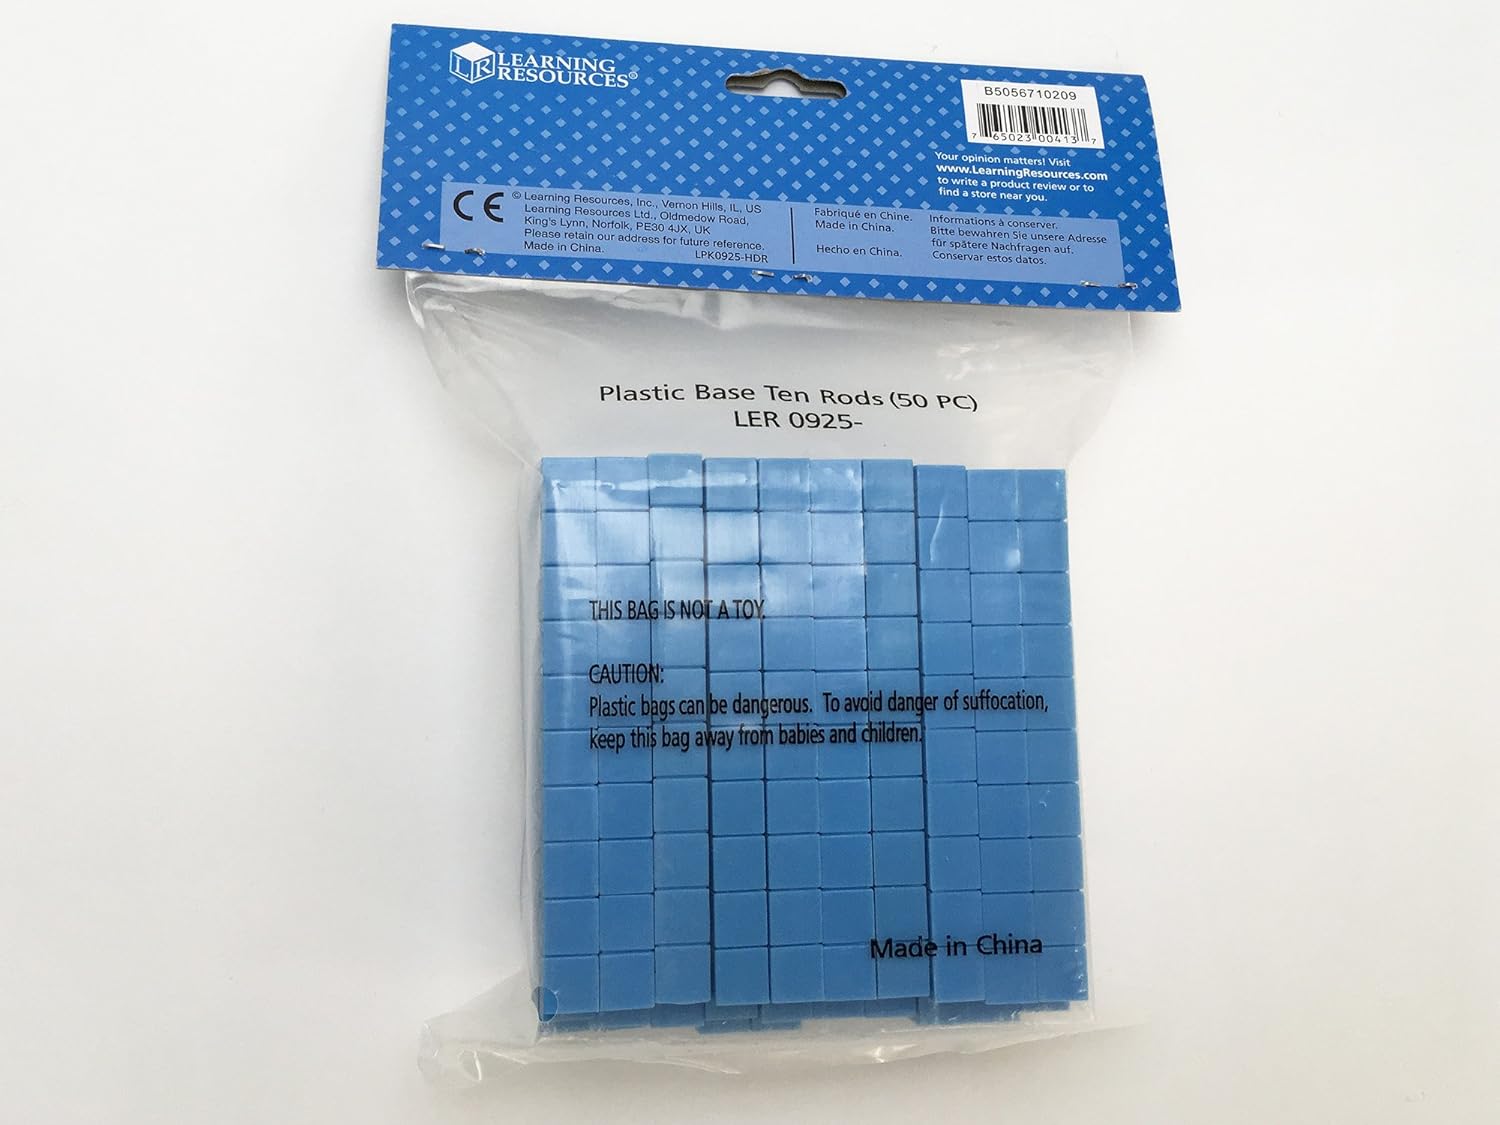 LR LEARNING
RESOURCES®
B5056710209
7 65023 00413 7
Your opinion matters! Visit
www.LearningResources.com
to write a product review or to
find a store near you.
CE
© Learning Resources, Inc., Vernon Hills, IL, US
Learning Resources Ltd., Oldmedow Road,
King's Lynn, Norfolk, PE30 4JX, UK
Please retain our address for future reference.
Made in China.
LPK0925-HDR
Fabriqué en Chine.
Made in China.
Hecho en China.
Informations à conserver.
Bitte bewahren Sie unsere Adresse
für spätere Nachfragen auf.
Conservar estos datos.
Plastic Base Ten Rods (50 PC)
LER 0925-
THIS BAG IS NOT A TOY.
CAUTION:
Plastic bags can be dangerous. To avoid danger of suffocation,
keep this bag away from babies and children.
Made in China